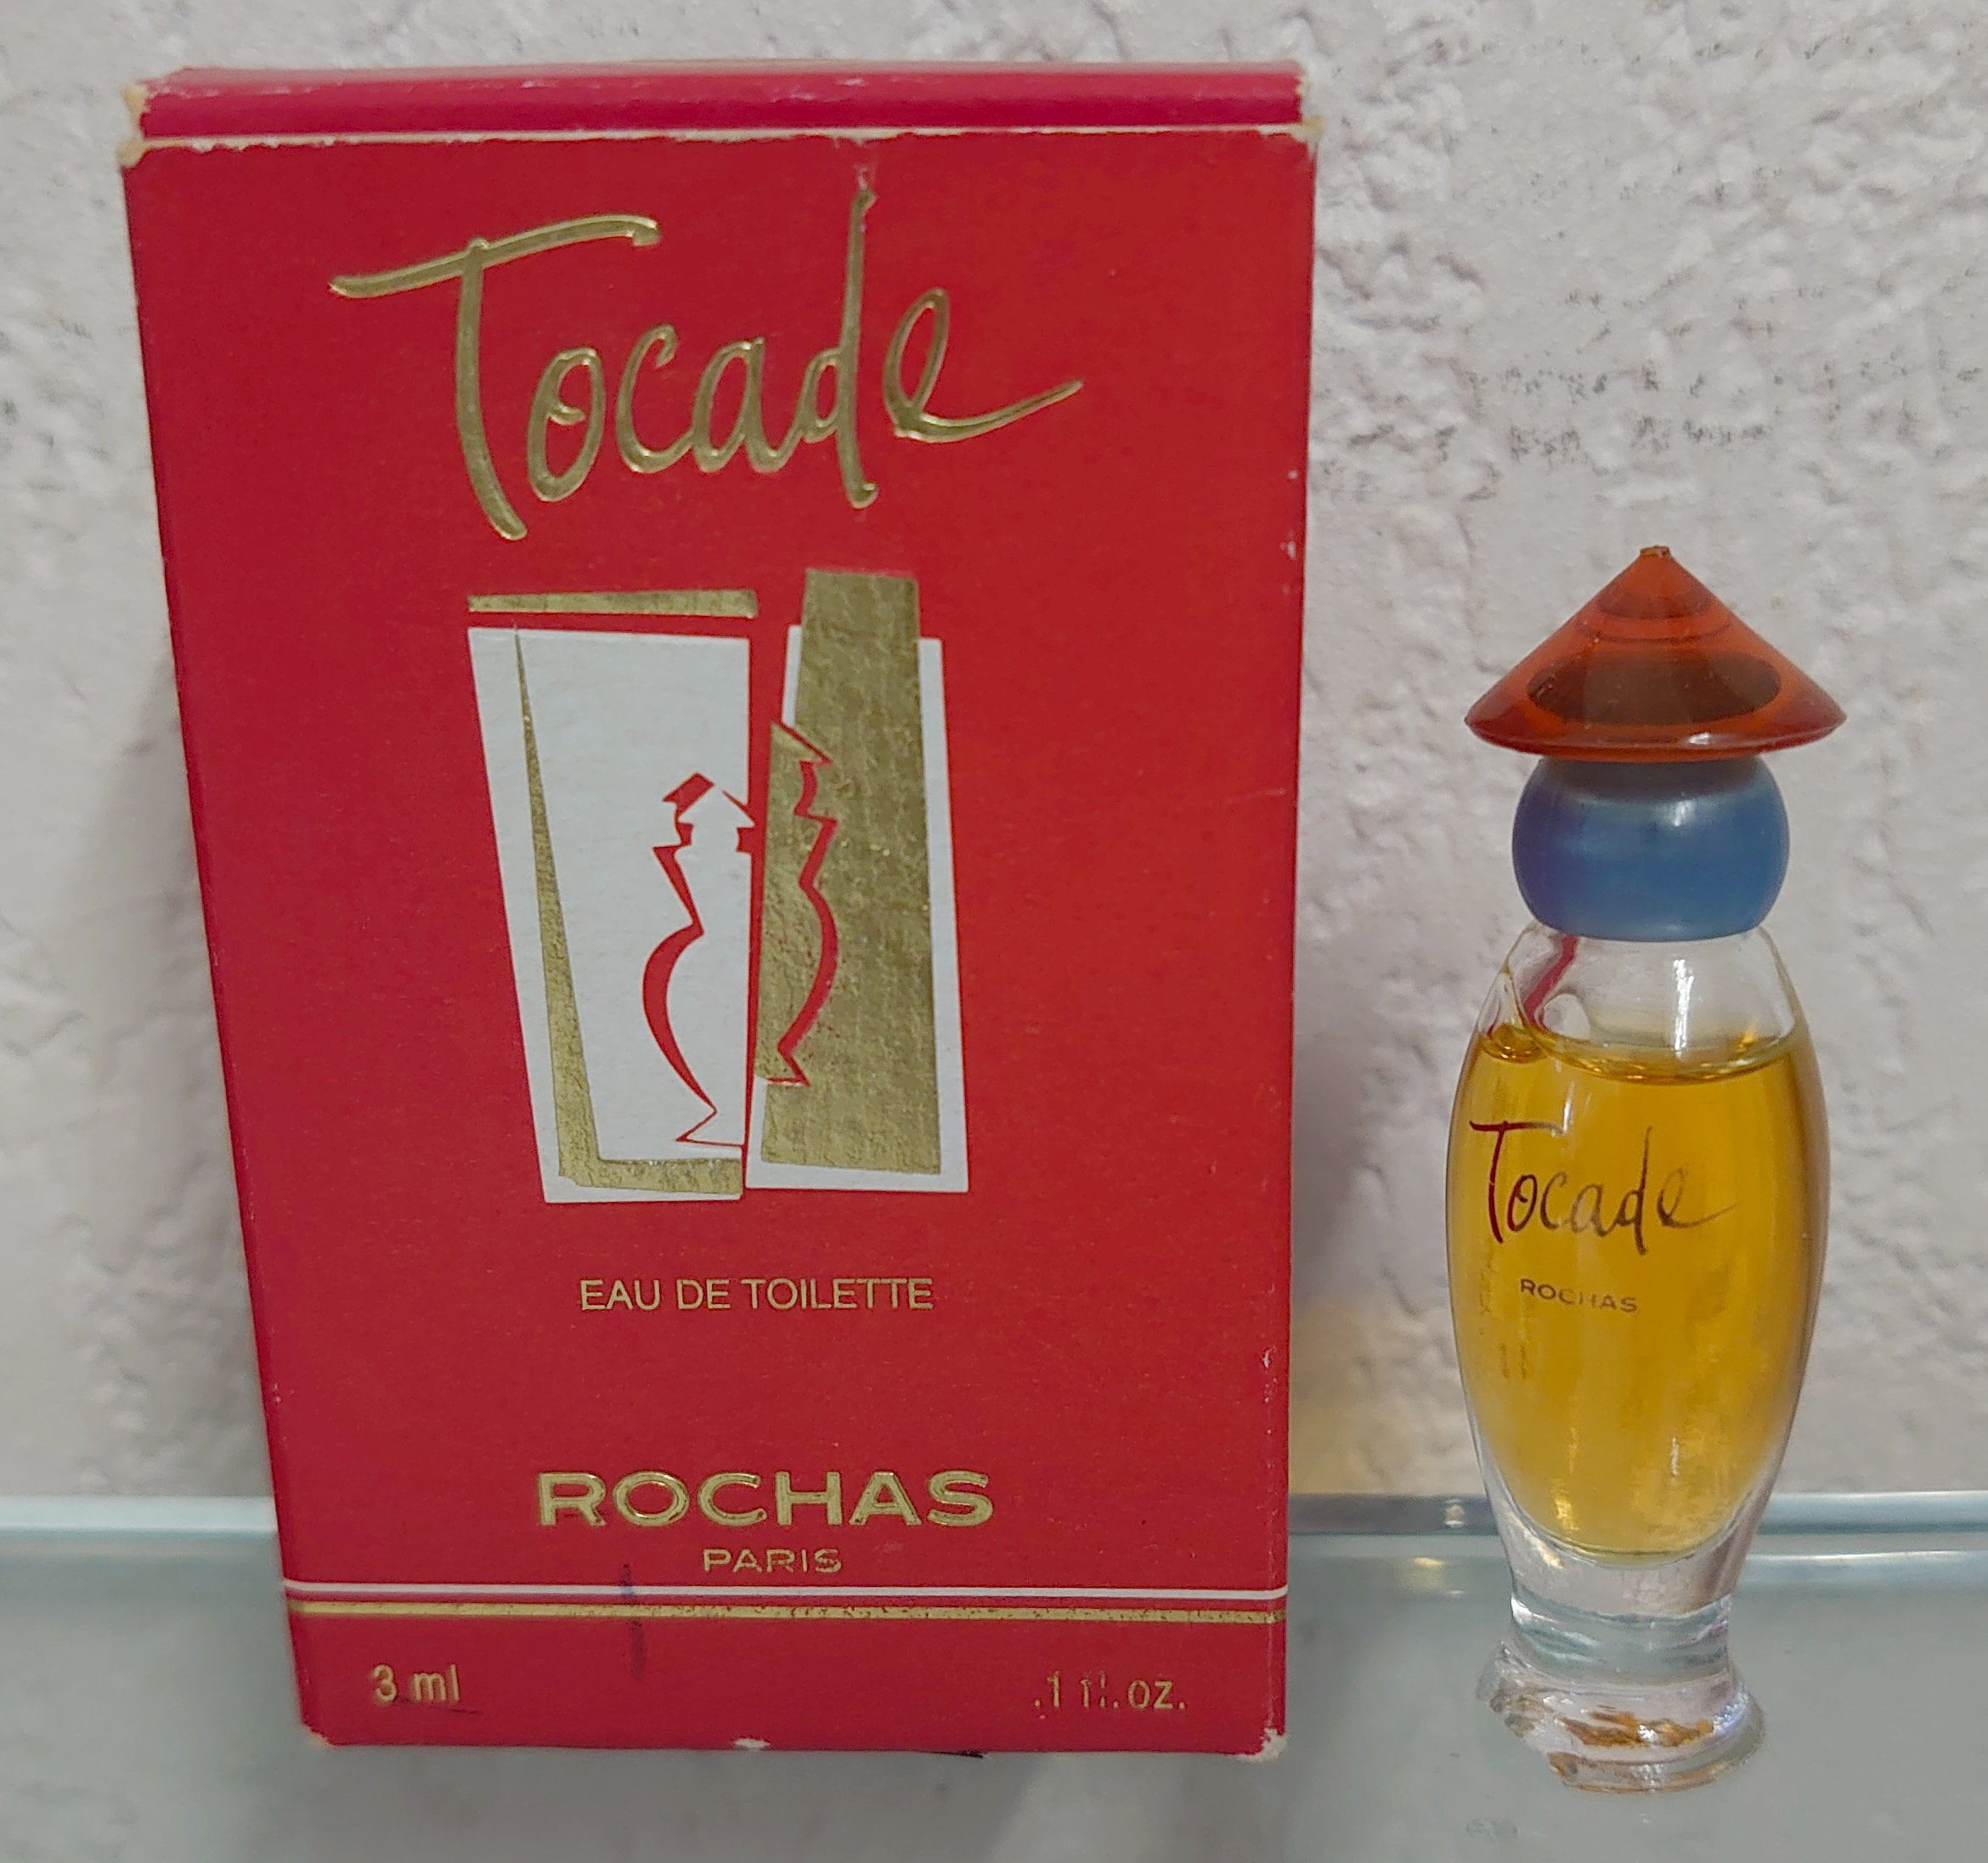 Tocade
EAU DE TOILETTE
ROCHAS
PARIS
3 ml
.1 fl.oz.
Tocade
ROCHAS